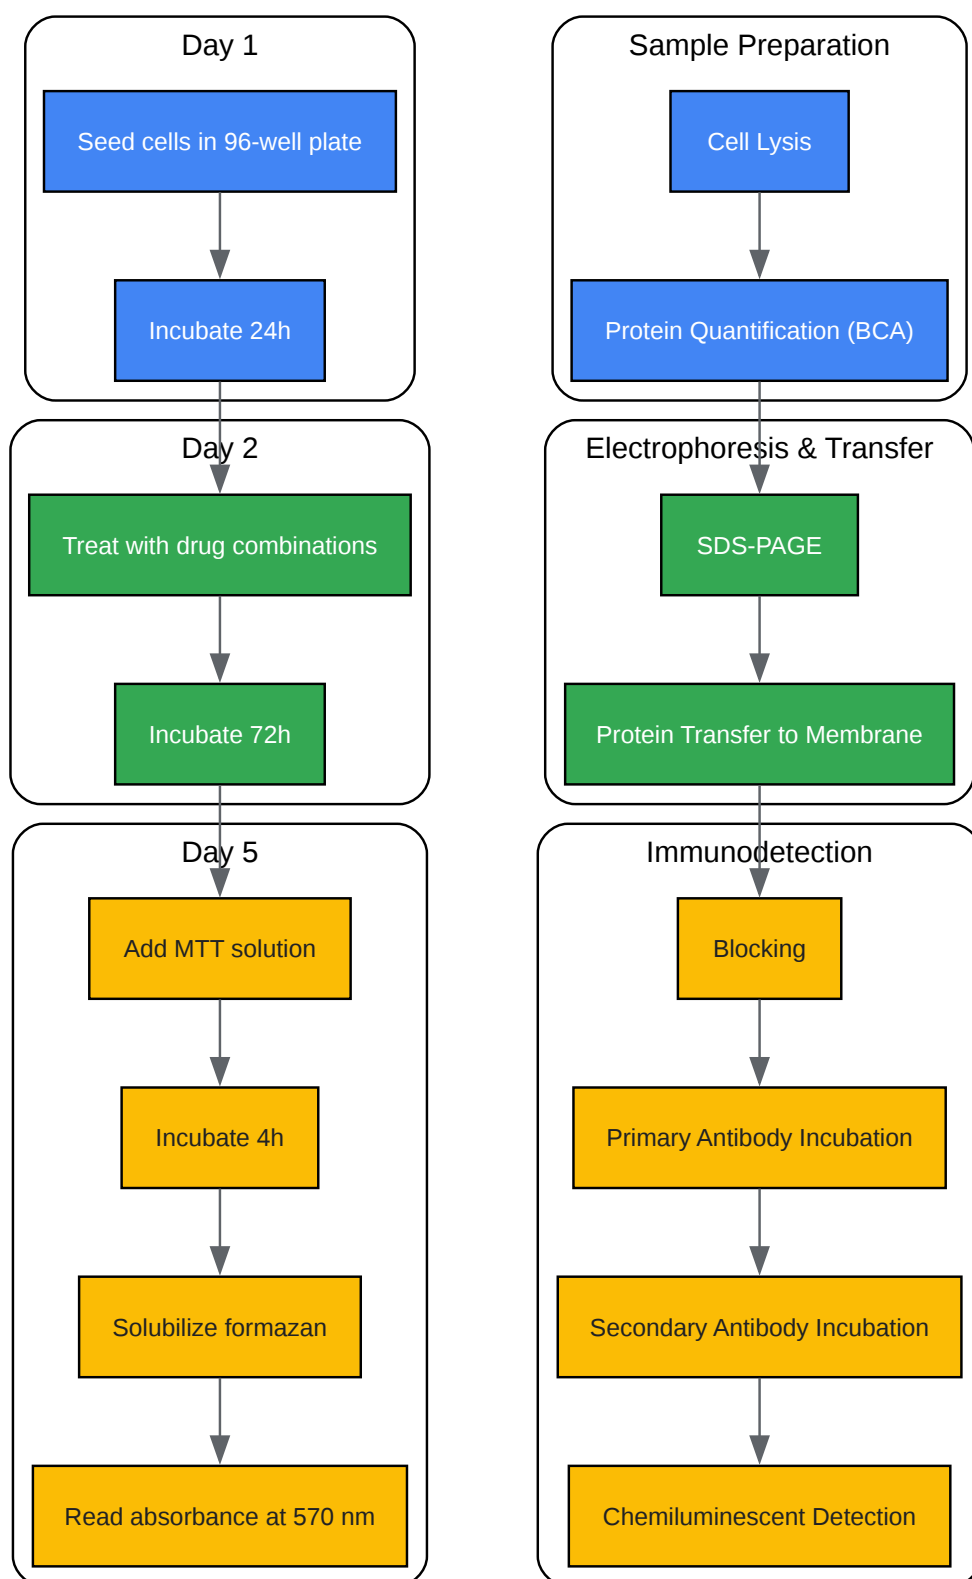 Day 1
Seed cells in 96-well plate
Incubate 24h
Day 2
Treat with drug combinations
Incubate 72h
Day 5
Add MTT solution
Incubate 4h
Solubilize formazan
Read absorbance at 570 nm
Sample Preparation
Cell Lysis
Protein Quantification (BCA)
Electrophoresis & Transfer
SDS-PAGE
Protein Transfer to Membrane
Immunodetection
Blocking
Primary Antibody Incubation
Secondary Antibody Incubation
Chemiluminescent Detection